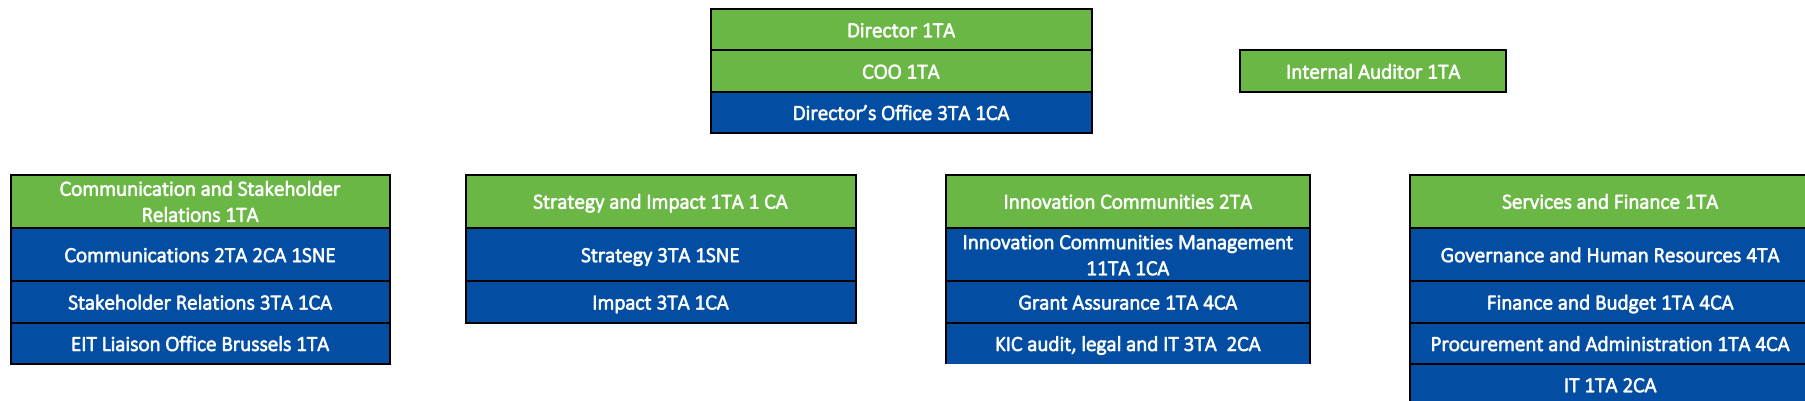 Director 1TA
COO 1TA
Director’s Office 3TA 1CA
Internal Auditor 1TA
Communication and Stakeholder
Relations 1TA
Communications 2TA 2CA 1SNE
Stakeholder Relations 3TA 1CA
EIT Liaison Office Brussels 1TA
Strategy and Impact 1TA 1 CA
Strategy 3TA 1SNE
Impact 3TA 1CA
Innovation Communities 2TA
Innovation Communities Management
11TA 1CA
Grant Assurance 1TA 4CA
KIC audit, legal and IT 3TA  2CA
Services and Finance 1TA
Governance and Human Resources 4TA
Finance and Budget 1TA 4CA
Procurement and Administration 1TA 4CA
IT 1TA 2CA